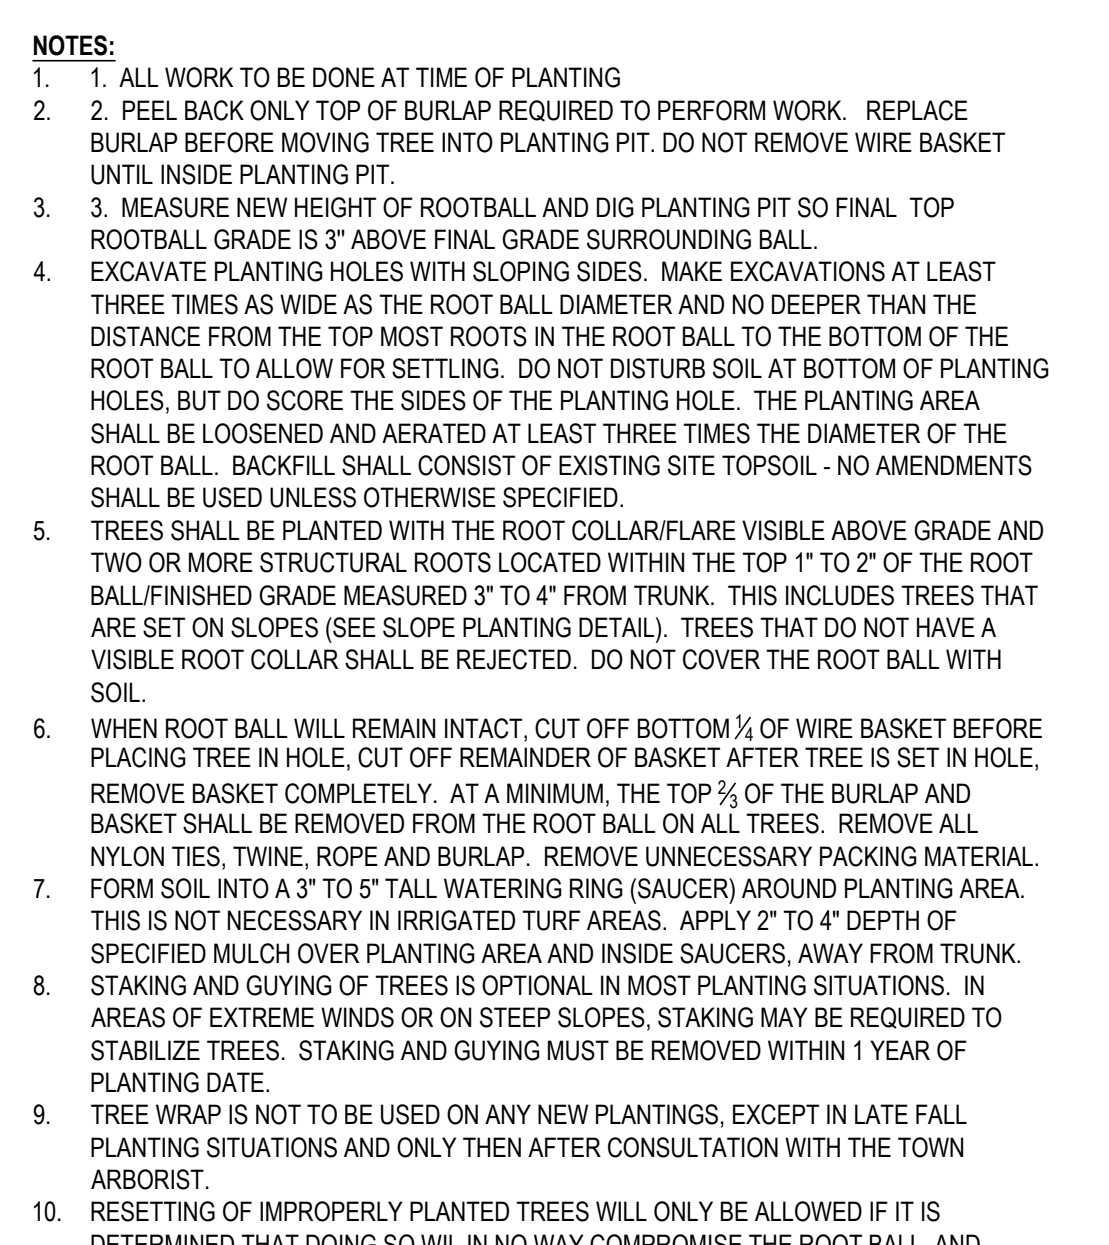 NOTES:
1. 1. ALL WORK TO BE DONE AT TIME OF PLANTING
2. 2. PEEL BACK ONLY TOP OF BURLAP REQUIRED TO PERFORM WORK. REPLACE
BURLAP BEFORE MOVING TREE INTO PLANTING PIT. DO NOT REMOVE WIRE BASKET
UNTIL INSIDE PLANTING PIT.
3. 3. MEASURE NEW HEIGHT OF ROOTBALL AND DIG PLANTING PIT SO FINAL TOP
ROOTBALL GRADE IS 3" ABOVE FINAL GRADE SURROUNDING BALL.
4. EXCAVATE PLANTING HOLES WITH SLOPING SIDES. MAKE EXCAVATIONS AT LEAST
THREE TIMES AS WIDE AS THE ROOT BALL DIAMETER AND NO DEEPER THAN THE
DISTANCE FROM THE TOP MOST ROOTS IN THE ROOT BALL TO THE BOTTOM OF THE
ROOT BALL TO ALLOW FOR SETTLING. DO NOT DISTURB SOIL AT BOTTOM OF PLANTING
HOLES, BUT DO SCORE THE SIDES OF THE PLANTING HOLE. THE PLANTING AREA
SHALL BE LOOSENED AND AERATED AT LEAST THREE TIMES THE DIAMETER OF THE
ROOT BALL. BACKFILL SHALL CONSIST OF EXISTING SITE TOPSOIL - NO AMENDMENTS
SHALL BE USED UNLESS OTHERWISE SPECIFIED.
5. TREES SHALL BE PLANTED WITH THE ROOT COLLAR/FLARE VISIBLE ABOVE GRADE AND
TWO OR MORE STRUCTURAL ROOTS LOCATED WITHIN THE TOP 1" TO 2" OF THE ROOT
BALL/FINISHED GRADE MEASURED 3" TO 4" FROM TRUNK. THIS INCLUDES TREES THAT
ARE SET ON SLOPES (SEE SLOPE PLANTING DETAIL). TREES THAT DO NOT HAVE A
VISIBLE ROOT COLLAR SHALL BE REJECTED. DO NOT COVER THE ROOT BALL WITH
SOIL.
6. WHEN ROOT BALL WILL REMAIN INTACT, CUT OFF BOTTOM ¼ OF WIRE BASKET BEFORE
PLACING TREE IN HOLE, CUT OFF REMAINDER OF BASKET AFTER TREE IS SET IN HOLE,
REMOVE BASKET COMPLETELY. AT A MINIMUM, THE TOP ⅔ OF THE BURLAP AND
BASKET SHALL BE REMOVED FROM THE ROOT BALL ON ALL TREES. REMOVE ALL
NYLON TIES, TWINE, ROPE AND BURLAP. REMOVE UNNECESSARY PACKING MATERIAL.
7. FORM SOIL INTO A 3" TO 5" TALL WATERING RING (SAUCER) AROUND PLANTING AREA.
THIS IS NOT NECESSARY IN IRRIGATED TURF AREAS. APPLY 2" TO 4" DEPTH OF
SPECIFIED MULCH OVER PLANTING AREA AND INSIDE SAUCERS, AWAY FROM TRUNK.
8. STAKING AND GUYING OF TREES IS OPTIONAL IN MOST PLANTING SITUATIONS. IN
AREAS OF EXTREME WINDS OR ON STEEP SLOPES, STAKING MAY BE REQUIRED TO
STABILIZE TREES. STAKING AND GUYING MUST BE REMOVED WITHIN 1 YEAR OF
PLANTING DATE.
9. TREE WRAP IS NOT TO BE USED ON ANY NEW PLANTINGS, EXCEPT IN LATE FALL
PLANTING SITUATIONS AND ONLY THEN AFTER CONSULTATION WITH THE TOWN
ARBORIST.
10. RESETTING OF IMPROPERLY PLANTED TREES WILL ONLY BE ALLOWED IF IT IS
DETERMINED THAT DOING SO WIL IN NO WAY COMPROMISE THE ROOT BALL, AND